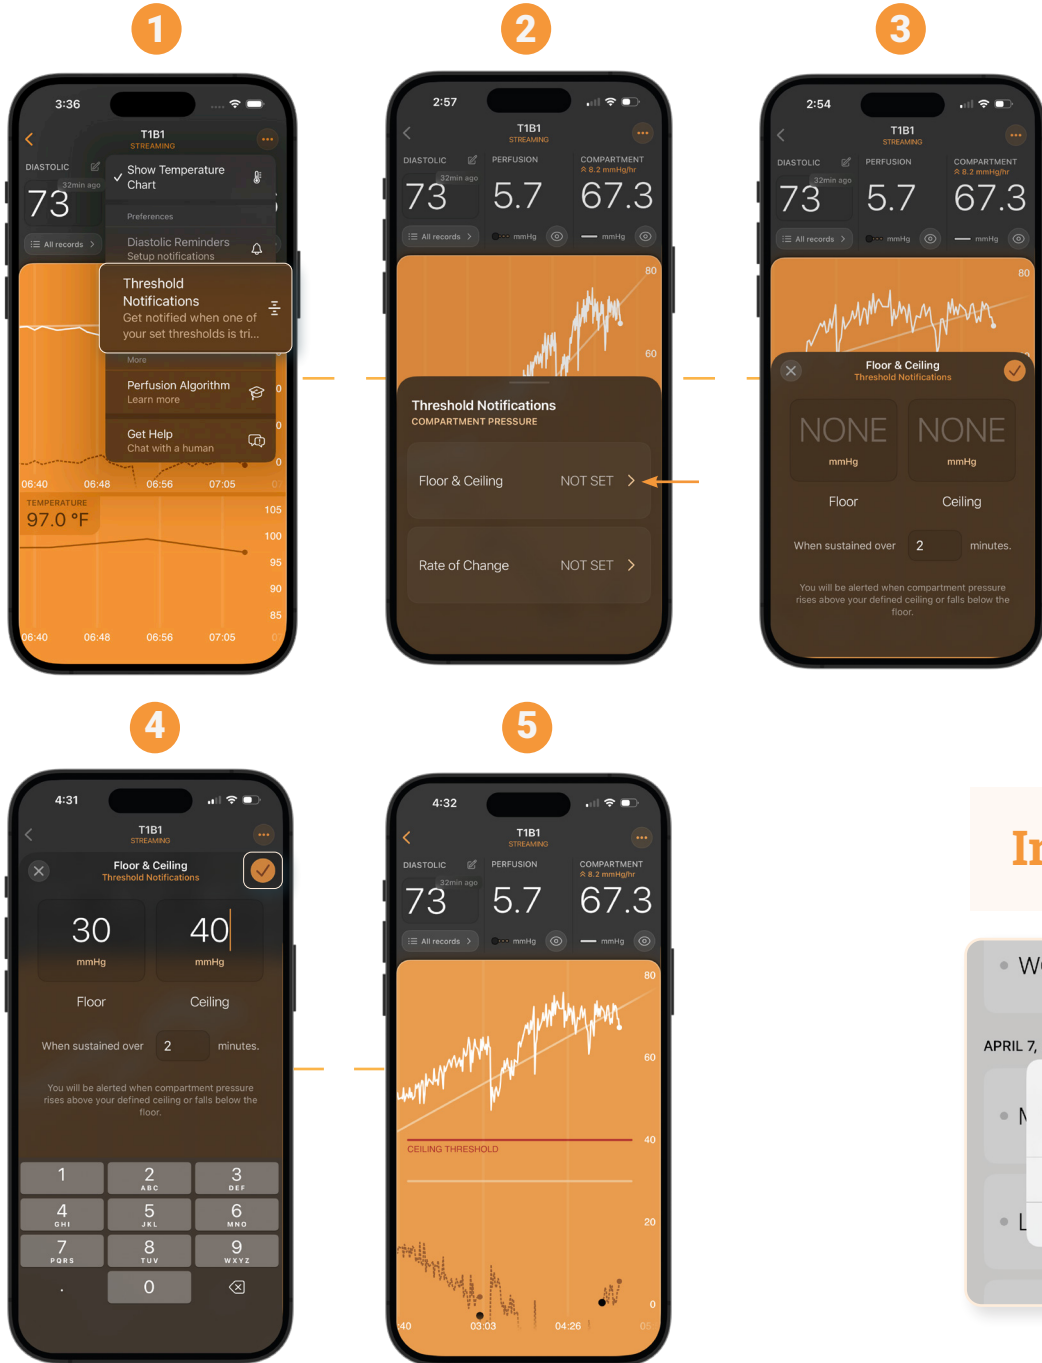 1
3:36
T1B1
STREAMING
DIASTOLIC
32min ago
73
All records
Show Temperature
Chart
Preferences
Diastolic Reminders
Setup notifications
Threshold
Notifications
Get notified when one of
your set thresholds is tri...
More
Perfusion Algorithm
Learn more
Get Help
Chat with a human
0
0
0
06:40 06:48 06:56 07:05
TEMPERATURE
97.0 °F
105
100
95
90
85
06:40 06:48 06:56 07:05
2
2:57
T1B1
STREAMING
DIASTOLIC PERFUSION COMPARTMENT
8.2 mmHg/hr
32min ago
73 5.7 67.3
All records mmHg mmHg
80
60
Threshold Notifications
COMPARTMENT PRESSURE
Floor & Ceiling NOT SET
Rate of Change NOT SET
3
2:54
T1B1
STREAMING
DIASTOLIC PERFUSION COMPARTMENT
8.2 mmHg/hr
32min ago
73 5.7 67.3
All records mmHg mmHg
80
Floor & Ceiling
Threshold Notifications
NONE NONE
mmHg mmHg
Floor Ceiling
When sustained over 2 minutes.
You will be alerted when compartment pressure
rises above your defined ceiling or falls below the
floor.
4
4:31
T1B1
STREAMING
Floor & Ceiling
Threshold Notifications
30 40
mmHg mmHg
Floor Ceiling
When sustained over 2 minutes.
You will be alerted when compartment pressure
rises above your defined ceiling or falls below the
floor.
1 2 3
ABC DEF
4 5 6
GHI JKL MNO
7 8 9
PQRS TUV WXYZ
. 0
5
4:32
T1B1
STREAMING
DIASTOLIC PERFUSION COMPARTMENT
8.2 mmHg/hr
32min ago
73 5.7 67.3
All records mmHg mmHg
80
60
40
CEILING THRESHOLD
20
0
:40 03:03 04:26 05
APRIL 7,